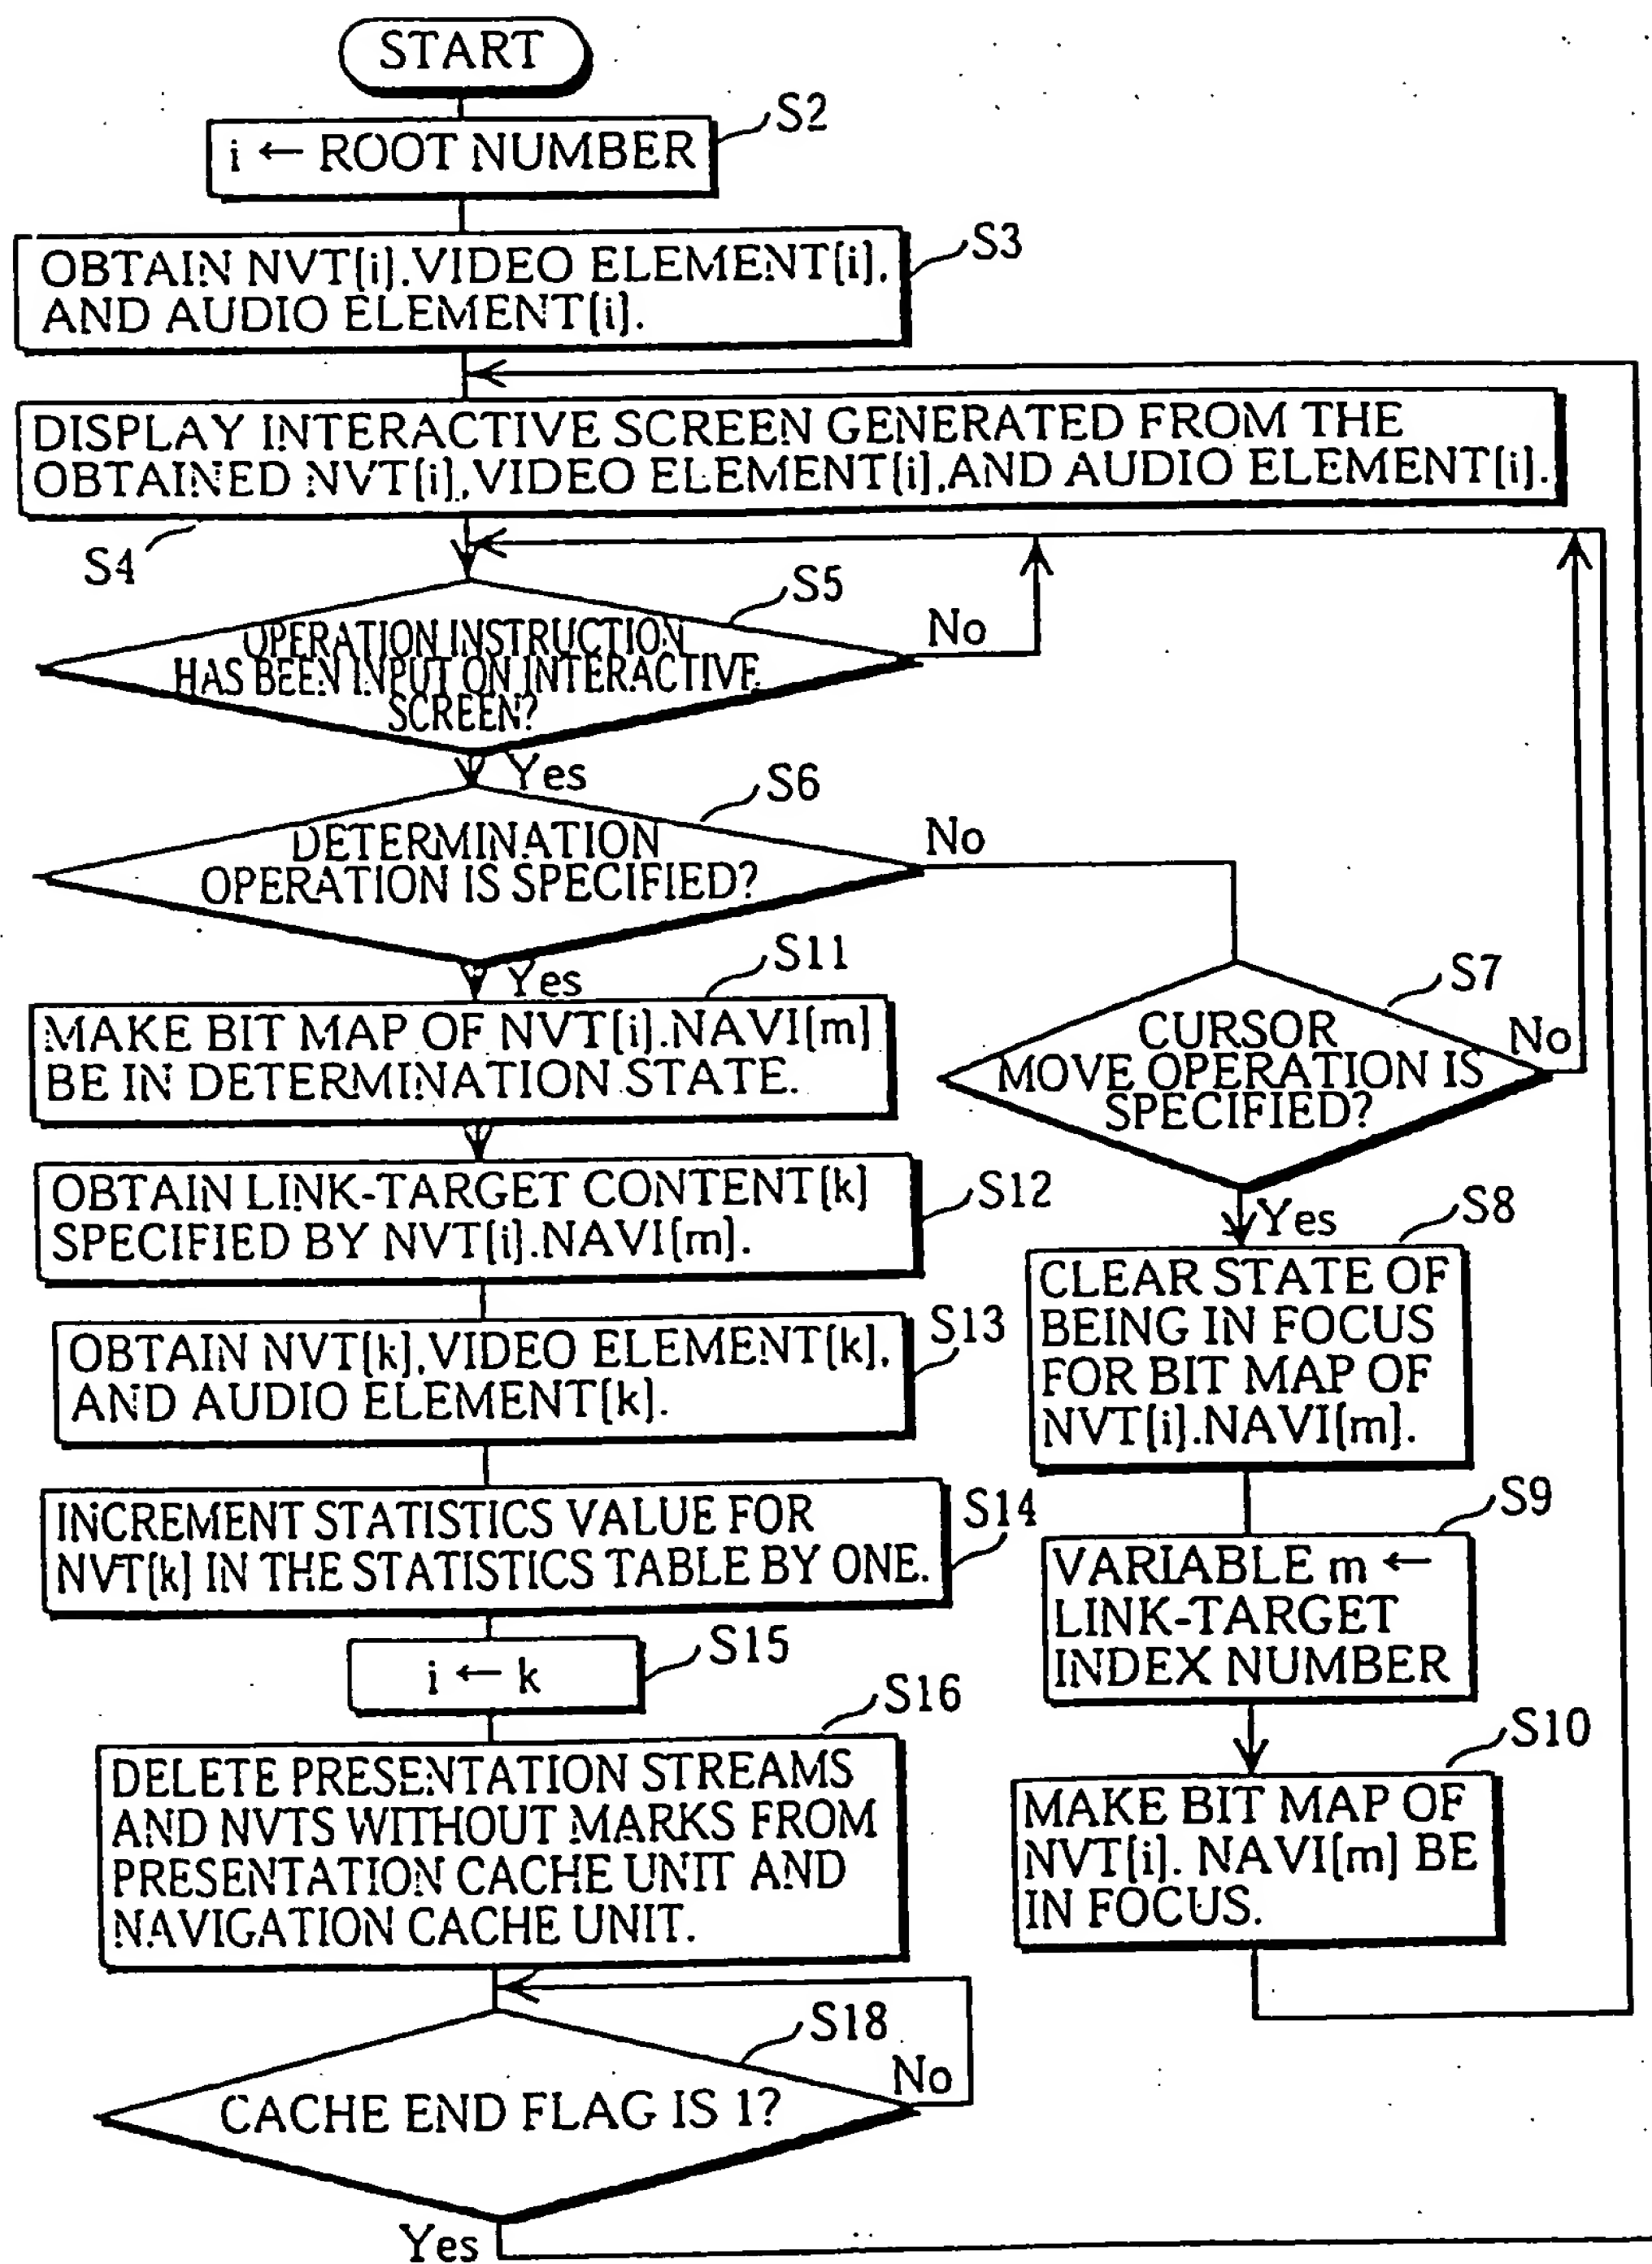 START
S2
i ← ROOT NUMBER
S3
OBTAIN NVT[i].VIDEO ELEMENT[i],
AND AUDIO ELEMENT[i].
DISPLAY INTERACTIVE SCREEN GENERATED FROM THE
OBTAINED NVT[i],VIDEO ELEMENT[i],AND AUDIO ELEMENT[i].
S4
S5
OPERATION INSTRUCTION
HAS BEEN INPUT ON INTERACTIVE
SCREEN?
No
Yes
S6
DETERMINATION
OPERATION IS SPECIFIED?
No
Yes
S7
CURSOR
MOVE OPERATION IS
SPECIFIED?
No
Yes
S8
CLEAR STATE OF
BEING IN FOCUS
FOR BIT MAP OF
NVT[i].NAVI[m].
S9
VARIABLE m ←
LINK-TARGET
INDEX NUMBER
S10
MAKE BIT MAP OF
NVT[i]. NAVI[m] BE
IN FOCUS.
S11
MAKE BIT MAP OF NVT[i].NAVI[m]
BE IN DETERMINATION STATE.
S12
OBTAIN LINK-TARGET CONTENT[k]
SPECIFIED BY NVT[i].NAVI[m].
S13
OBTAIN NVT[k],VIDEO ELEMENT[k],
AND AUDIO ELEMENT[k].
S14
INCREMENT STATISTICS VALUE FOR
NVT[k] IN THE STATISTICS TABLE BY ONE.
S15
i ← k
S16
DELETE PRESENTATION STREAMS
AND NVTS WITHOUT MARKS FROM
PRESENTATION CACHE UNIT AND
NAVIGATION CACHE UNIT.
S18
CACHE END FLAG IS 1?
No
Yes